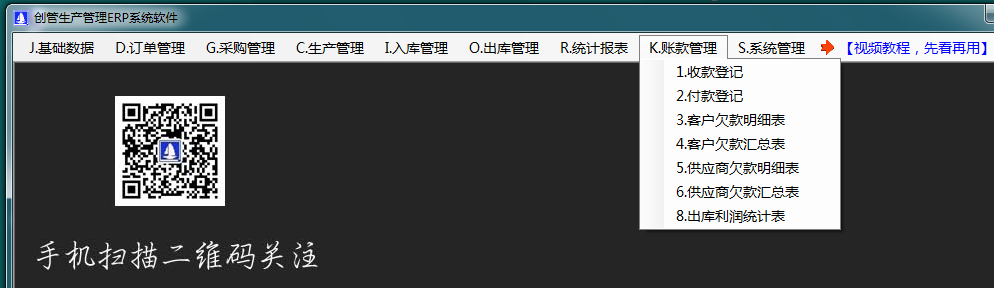 创管生产管理ERP系统软件
J.基础数据 D.订单管理 G.采购管理 C.生产管理 I.入库管理 O.出库管理 R.统计报表 K.账款管理 S.系统管理 【视频教程，先看再用】
1.收款登记
2.付款登记
3.客户欠款明细表
4.客户欠款汇总表
5.供应商欠款明细表
6.供应商欠款汇总表
8.出库利润统计表
手机扫描二维码关注